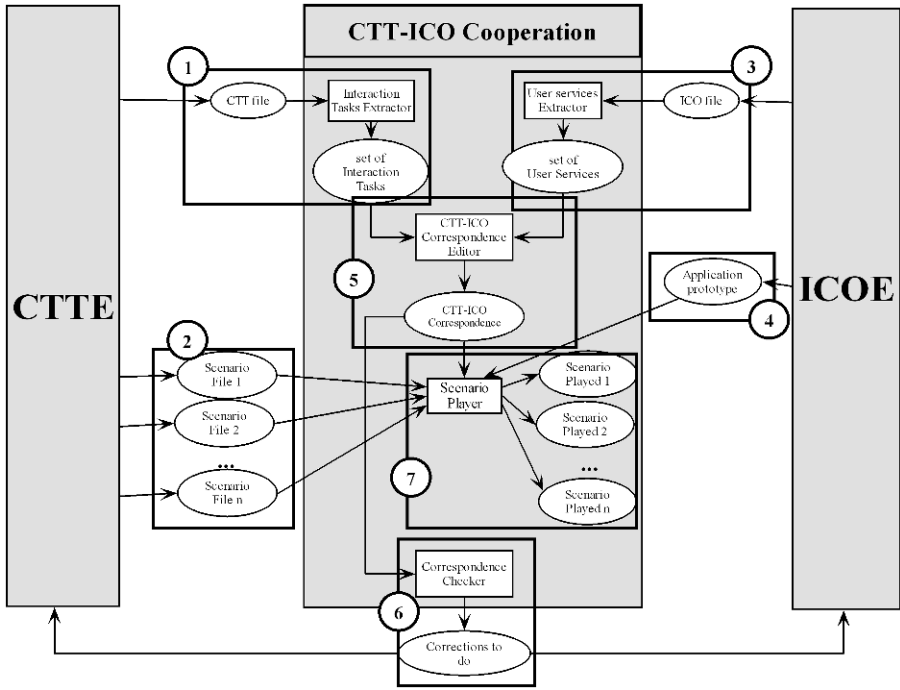 CTT-ICO Cooperation
1
3
CTT file
Interaction
Tasks Extractor
User services
Extractor
ICO file
set of
Interaction
Tasks
set of
User Services
CTT-ICO
Correspondence
Editor
5
Application
prototype
4
CTTE
ICOE
CTT-ICO
Correspondence
2
Scenario
File 1
Scenario
File 2
...
Scenario
File n
Scenario
Player
Scenario
Played 1
Scenario
Played 2
...
Scenario
Played n
7
Correspondence
Checker
6
Corrections to
do